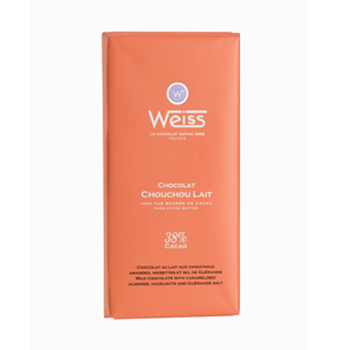 W
Weiss
LE CHOCOLAT DEPUIS 1882
FRANCE
CHOCOLAT
CHOUCHOU LAIT
100% PUR BEURRE DE CACAO
PURE COCOA BUTTER
38%
CACAO
CHOCOLAT AU LAIT AUX CHOUCHOUS
AMANDES, NOISETTES ET SEL DE GUÉRANDE
MILK CHOCOLATE WITH CARAMELISED
ALMONDS, HAZELNUTS AND GUÉRANDE SALT